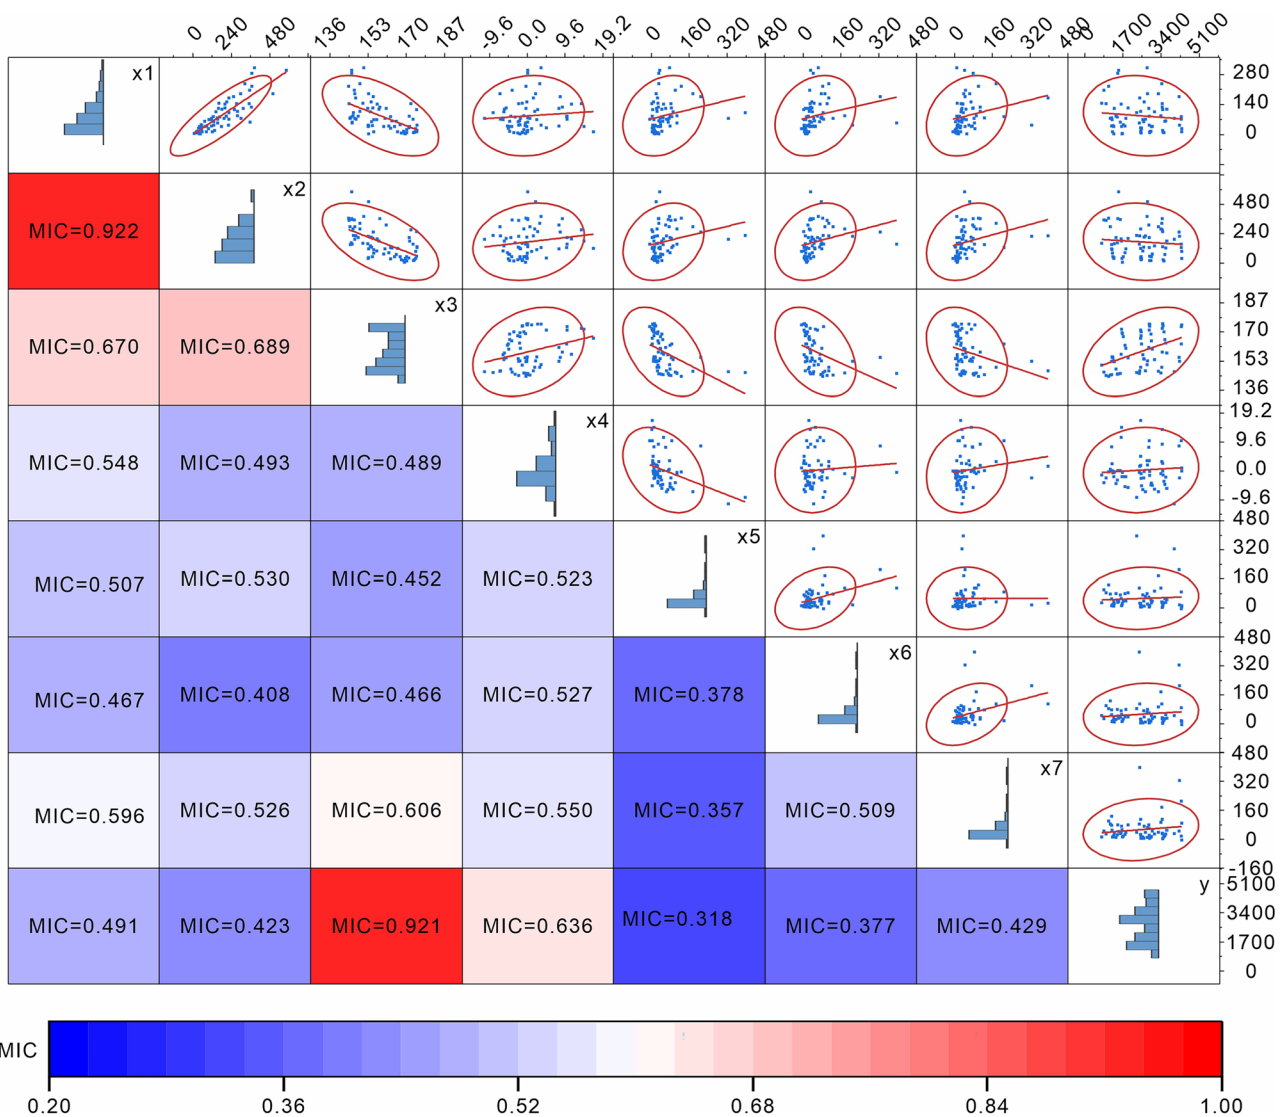 0 240 480 136 153 170 187 -9.6 0.0 9.6 19.2 0 160 320 480 0 160 320 480 0 160 320 480 0 1700 3400 5100
x1 280
140
0
MIC=0.922 x2 480
240
0
MIC=0.670 MIC=0.689 x3 187
170
153
136
MIC=0.548 MIC=0.493 MIC=0.489 x4 19.2
9.6
0.0
-9.6
480
MIC=0.507 MIC=0.530 MIC=0.452 MIC=0.523 x5 320
160
0
480
MIC=0.467 MIC=0.408 MIC=0.466 MIC=0.527 MIC=0.378 x6 320
160
0
480
MIC=0.596 MIC=0.526 MIC=0.606 MIC=0.550 MIC=0.357 MIC=0.509 x7 320
160
0
-160
MIC=0.491 MIC=0.423 MIC=0.921 MIC=0.636 MIC=0.318 MIC=0.377 MIC=0.429 y 5100
3400
1700
0
MIC
0.20 0.36 0.52 0.68 0.84 1.00